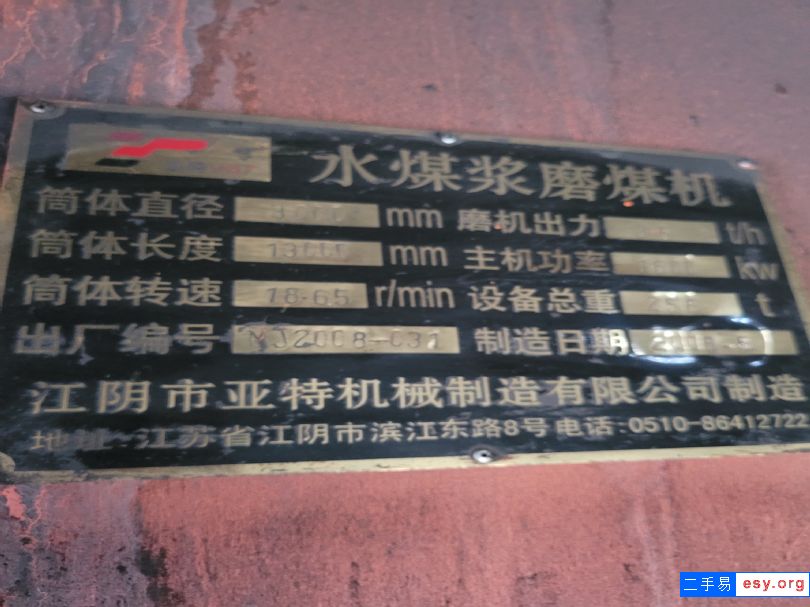 水煤浆磨煤机
筒体直径 mm 磨机出力 t/h
筒体长度 13000 mm 主机功率 kw
筒体转速 18-65 r/min 设备总重 t
出厂编号 MJ2008-031 制造日期
江阴市亚特机械制造有限公司制造
地址 江苏省江阴市滨江东路8号 电话:0510-86412722
二手易 esy.org